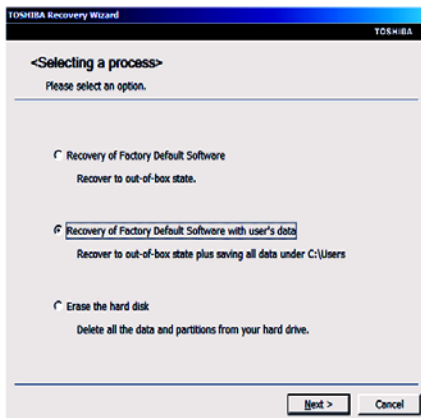 TOSHIBA Recovery Wizard
TOSHIBA
<Selecting a process>
Please select an option.
Recovery of Factory Default Software
Recover to out-of-box state.
Recovery of Factory Default Software with user's data
Recover to out-of-box state plus saving all data under C:\Users
Erase the hard disk
Delete all the data and partitions from your hard drive.
Next > Cancel